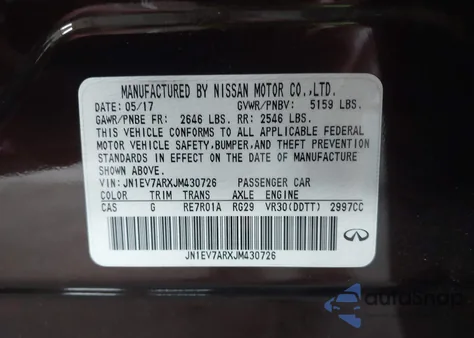 MANUFACTURED BY NISSAN MOTOR CO.,LTD.
DATE: 05/17 GVWR/PNBV: 5159 LBS.
GAWR/PNBE FR: 2646 LBS. RR: 2546 LBS.
THIS VEHICLE CONFORMS TO ALL APPLICABLE FEDERAL
MOTOR VEHICLE SAFETY, BUMPER, AND THEFT PREVENTION
STANDARDS IN EFFECT ON THE DATE OF MANUFACTURE
SHOWN ABOVE.
VIN: JN1EV7ARXJM430726 PASSENGER CAR
COLOR TRIM TRANS AXLE ENGINE
CAS G RE7R01A RG29 VR30(DDTT) 2997CC
JN1EV7ARXJM430726
INFINITI
AutoSnap